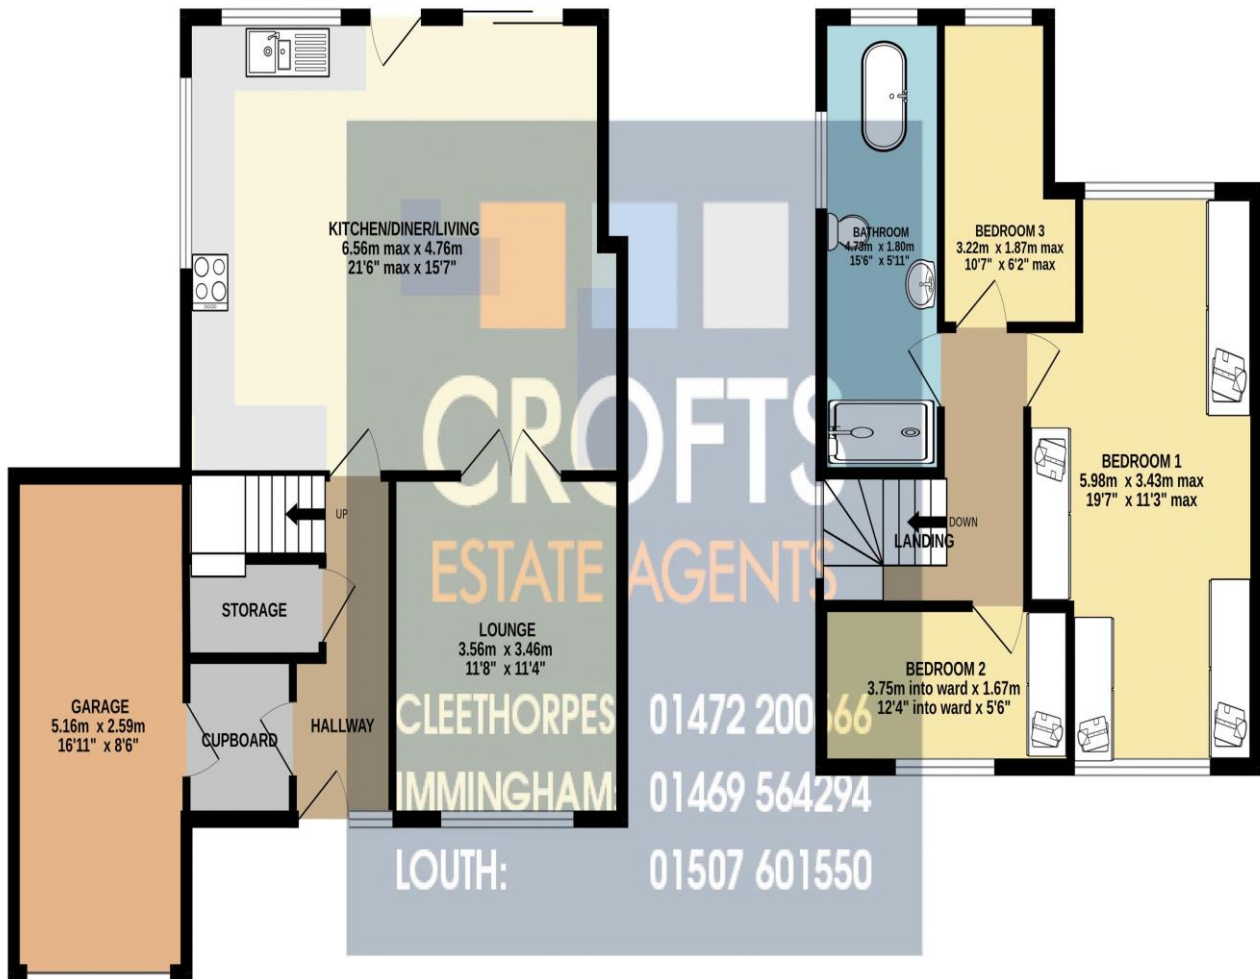 KITCHEN/DINER/LIVING
6.56m max x 4.76m
21'6" max x 15'7"
UP
STORAGE
LOUNGE
3.56m x 3.46m
11'8" x 11'4"
GARAGE
5.16m x 2.59m
16'11" x 8'6"
CUPBOARD
HALLWAY
BATHROOM
4.73m x 1.80m
15'6" x 5'11"
BEDROOM 3
3.22m x 1.87m max
10'7" x 6'2" max
BEDROOM 1
5.98m x 3.43m max
19'7" x 11'3" max
DOWN
LANDING
BEDROOM 2
3.75m into ward x 1.67m
12'4" into ward x 5'6"
CROFTS
ESTATE AGENTS
CLEETHORPES: 01472 200666
IMMINGHAM: 01469 564294
LOUTH: 01507 601550